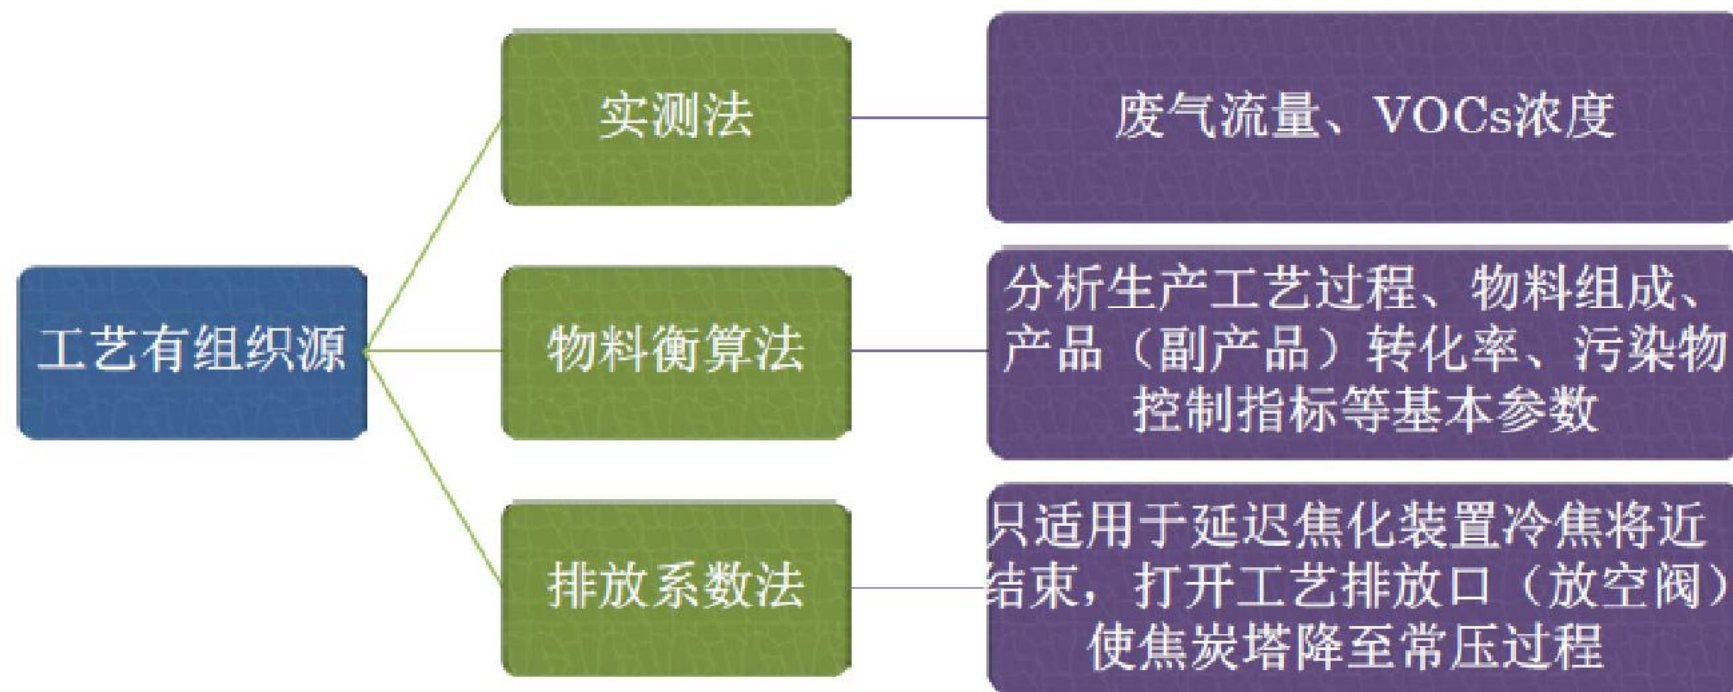 工艺有组织源
实测法
废气流量、VOCs浓度
物料衡算法
分析生产工艺过程、物料组成、
产品（副产品）转化率、污染物
控制指标等基本参数
排放系数法
只适用于延迟焦化装置冷焦将近
结束，打开工艺排放口（放空阀）
使焦炭塔降至常压过程